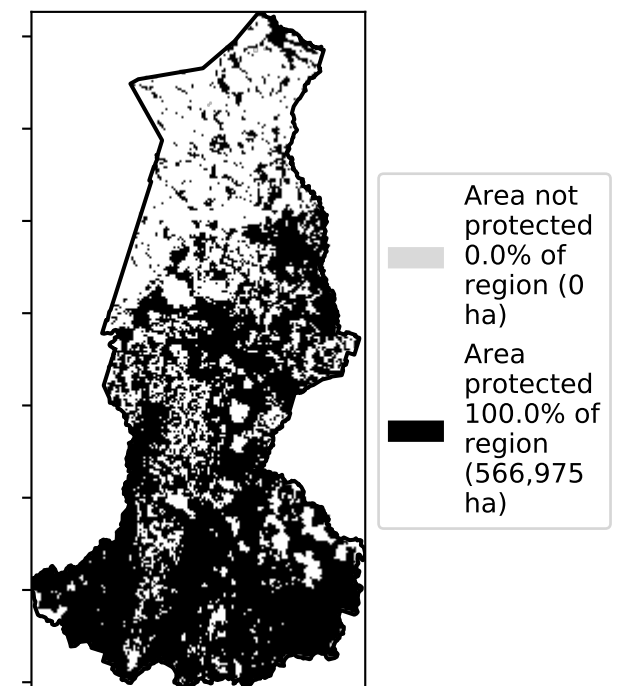 Area not
protected
0.0% of
region (0
ha)
Area
protected
100.0% of
region
(566,975
ha)